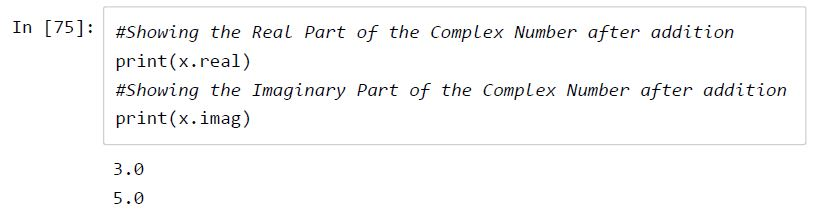 In [75]: #Showing the Real Part of the Complex Number after addition
print(x.real)
#Showing the Imaginary Part of the Complex Number after addition
print(x.imag)
3.0
5.0